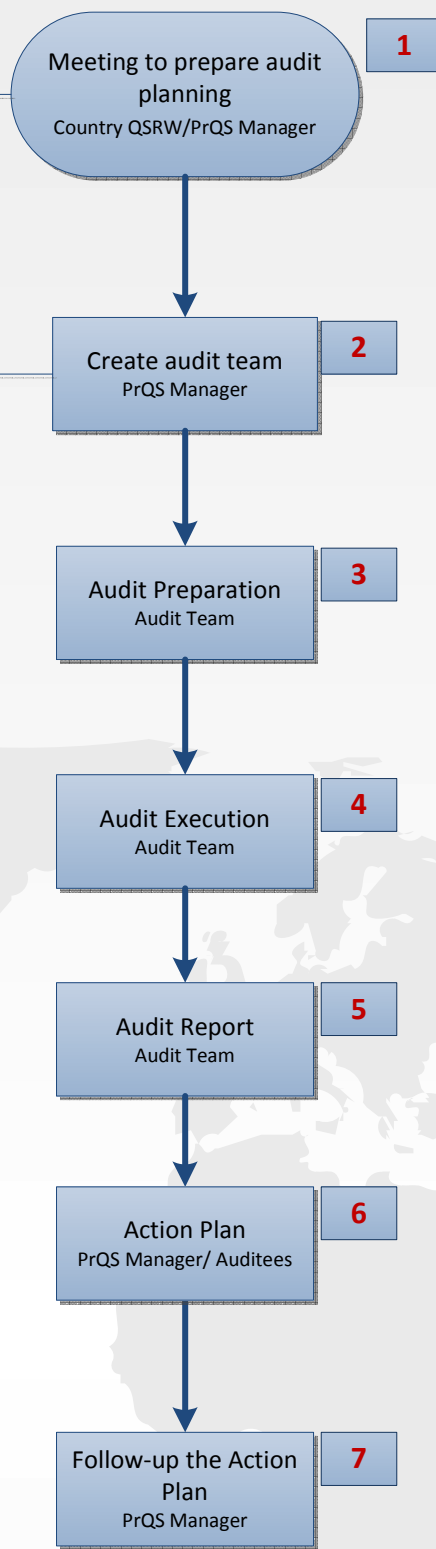 Meeting to prepare audit
planning
Country QSRW/PrQS Manager
1
Create audit team
PrQS Manager
2
Audit Preparation
Audit Team
3
Audit Execution
Audit Team
4
Audit Report
Audit Team
5
Action Plan
PrQS Manager/ Auditees
6
Follow-up the Action
Plan
PrQS Manager
7